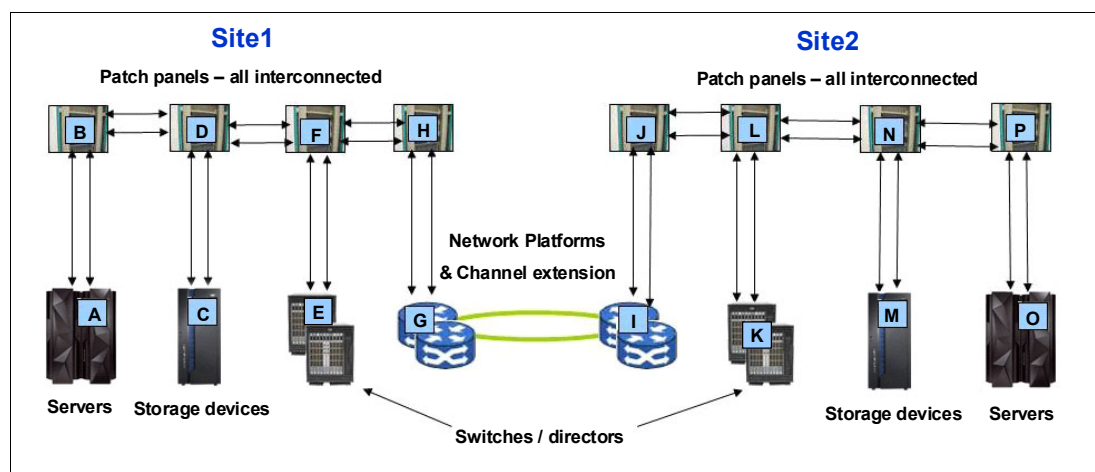 Site1
Site2
Patch panels – all interconnected
Patch panels – all interconnected
B
D
F
H
J
L
N
P
Network Platforms
& Channel extension
A
C
E
G
I
K
M
O
Servers
Storage devices
Storage devices
Servers
Switches / directors